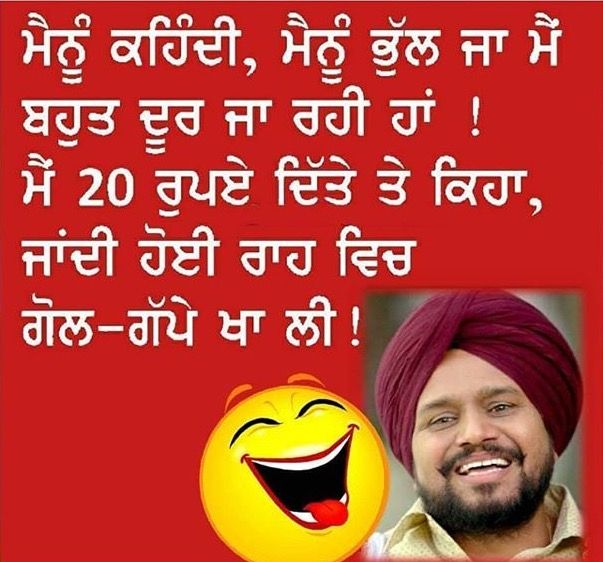 ਮੈਨੂੰ ਕਹਿੰਦੀ, ਮੈਨੂੰ ਭੁੱਲ ਜਾ ਮੈਂ
ਬਹੁਤ ਦੂਰ ਜਾ ਰਹੀ ਹਾਂ !
ਮੈਂ 20 ਰੁਪਏ ਦਿੱਤੇ ਤੇ ਕਿਹਾ,
ਜਾਂਦੀ ਹੋਈ ਰਾਹ ਵਿਚ
ਗੋਲ-ਗੱਪੇ ਖਾ ਲੀ !